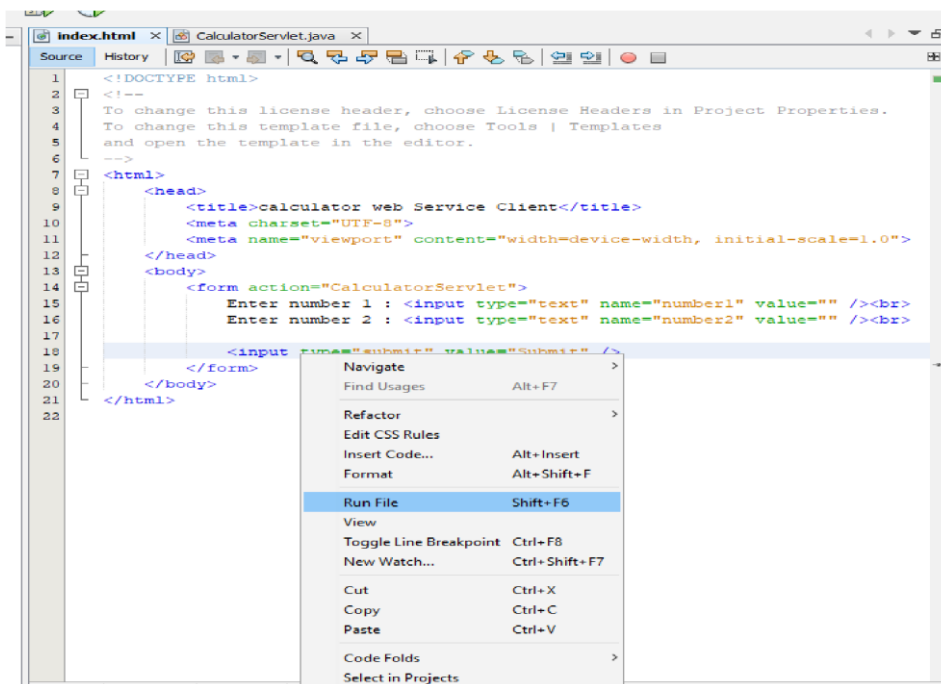 index.html × CalculatorServlet.java ×
Source History
1 <!DOCTYPE html>
2 <!--
3 To change this license header, choose License Headers in Project Properties.
4 To change this template file, choose Tools | Templates
5 and open the template in the editor.
6 -->
7 <html>
8 <head>
9 <title>calculator web Service Client</title>
10 <meta charset="UTF-8">
11 <meta name="viewport" content="width=device-width, initial-scale=1.0">
12 </head>
13 <body>
14 <form action="CalculatorServlet">
15 Enter number 1 : <input type="text" name="number1" value="" /><br>
16 Enter number 2 : <input type="text" name="number2" value="" /><br>
17
18 <input type="submit" value="Submit" />
19 </form>
20 </body>
21 </html>
22
Navigate >
Find Usages Alt+F7
Refactor >
Edit CSS Rules
Insert Code... Alt+Insert
Format Alt+Shift+F
Run File Shift+F6
View
Toggle Line Breakpoint Ctrl+F8
New Watch... Ctrl+Shift+F7
Cut Ctrl+X
Copy Ctrl+C
Paste Ctrl+V
Code Folds >
Select in Projects